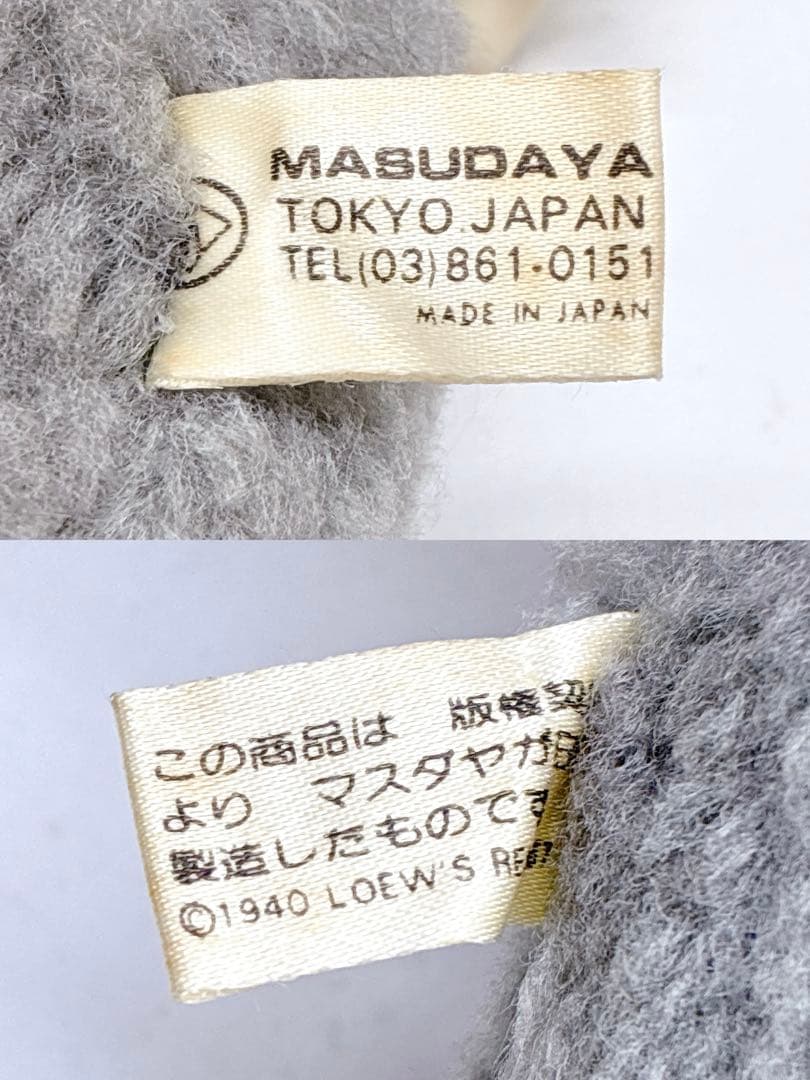 MASUDAYA
TOKYO.JAPAN
TEL(03)861-0151
MADE IN JAPAN
この商品は 版権契
より マスダヤが
製造したものです
©1940 LOEW'S